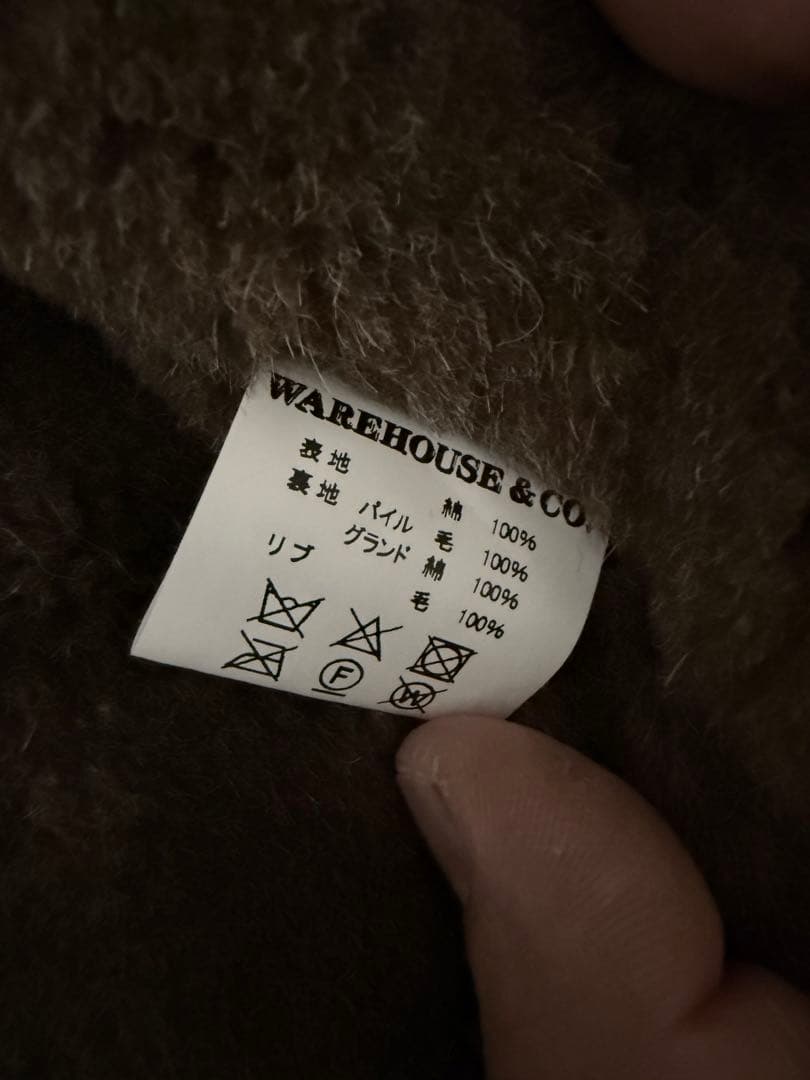 WAREHOUSE & CO.
表地 綿 100%
裏地 パイル 毛 100%
グランド 綿 100%
リブ 毛 100%
F
W